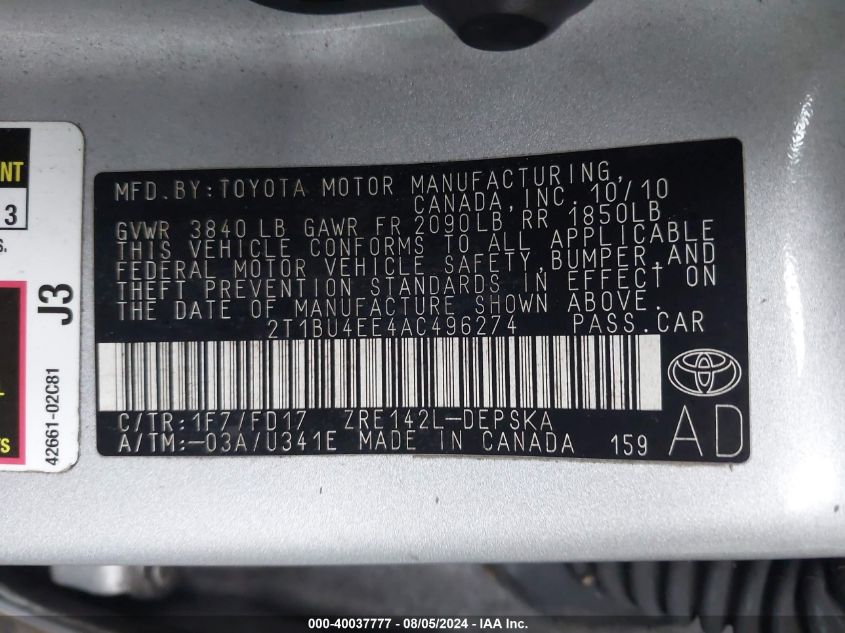 NT
3
S.
J3
42661-02C81
TS
MFD.BY:TOYOTA MOTOR MANUFACTURING,
CANADA,INC.10/10
GVWR 3840 LB GAWR FR 2090LB RR 1850LB
THIS VEHICLE CONFORMS TO ALL APPLICABLE
FEDERAL MOTOR VEHICLE SAFETY,BUMPER,AND
THEFT PREVENTION STANDARDS IN EFFECT ON
THE DATE OF MANUFACTURE SHOWN ABOVE.
2T1BU4EE4AC496274 PASS.CAR
C/TR:1F7/FD17 ZRE142L-DEPSKA
A/TM:-03A/U341E MADE IN CANADA 159
AD
000-40037777 - 08/05/2024 - IAA Inc.